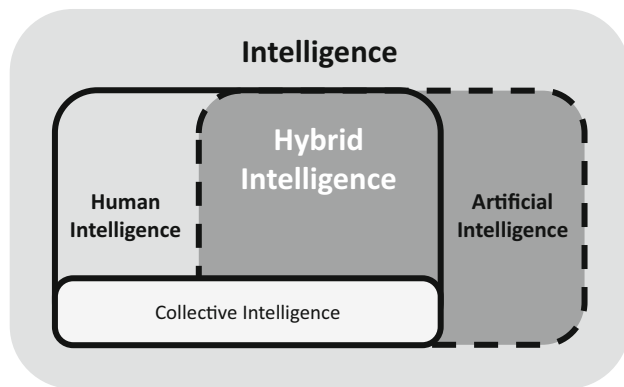 Intelligence
Hybrid
Intelligence
Human
Intelligence
Artificial
Intelligence
Collective Intelligence